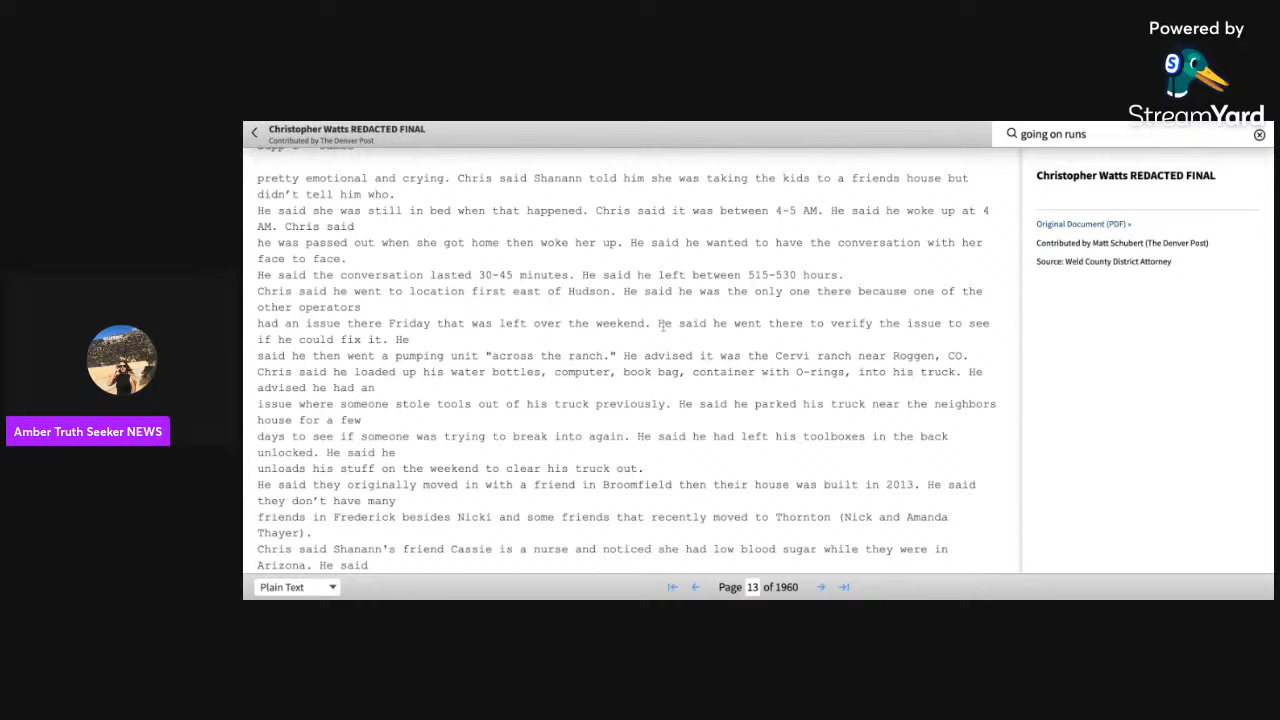 Powered by
StreamYard
Christopher Watts REDACTED FINAL
Contributed by The Denver Post
going on runs
pretty emotional and crying. Chris said Shanann told him she was taking the kids to a friends house but
didn't tell him who.
He said she was still in bed when that happened. Chris said it was between 4-5 AM. He said he woke up at 4
AM. Chris said
he was passed out when she got home then woke her up. He said he wanted to have the conversation with her
face to face.
He said the conversation lasted 30-45 minutes. He said he left between 515-530 hours.
Chris said he went to location first east of Hudson. He said he was the only one there because one of the
other operators
had an issue there Friday that was left over the weekend. He said he went there to verify the issue to see
if he could fix it. He
said he then went a pumping unit "across the ranch." He advised it was the Cervi ranch near Roggen, CO.
Chris said he loaded up his water bottles, computer, book bag, container with O-rings, into his truck. He
advised he had an
issue where someone stole tools out of his truck previously. He said he parked his truck near the neighbors
house for a few
days to see if someone was trying to break into again. He said he had left his toolboxes in the back
unlocked. He said he
unloads his stuff on the weekend to clear his truck out.
He said they originally moved in with a friend in Broomfield then their house was built in 2013. He said
they don't have many
friends in Frederick besides Nicki and some friends that recently moved to Thornton (Nick and Amanda
Thayer).
Chris said Shanann's friend Cassie is a nurse and noticed she had low blood sugar while they were in
Arizona. He said
Christopher Watts REDACTED FINAL
Original Document (PDF) »
Contributed by Matt Schubert (The Denver Post)
Source: Weld County District Attorney
Amber Truth Seeker NEWS
Plain Text
Page 13 of 1960